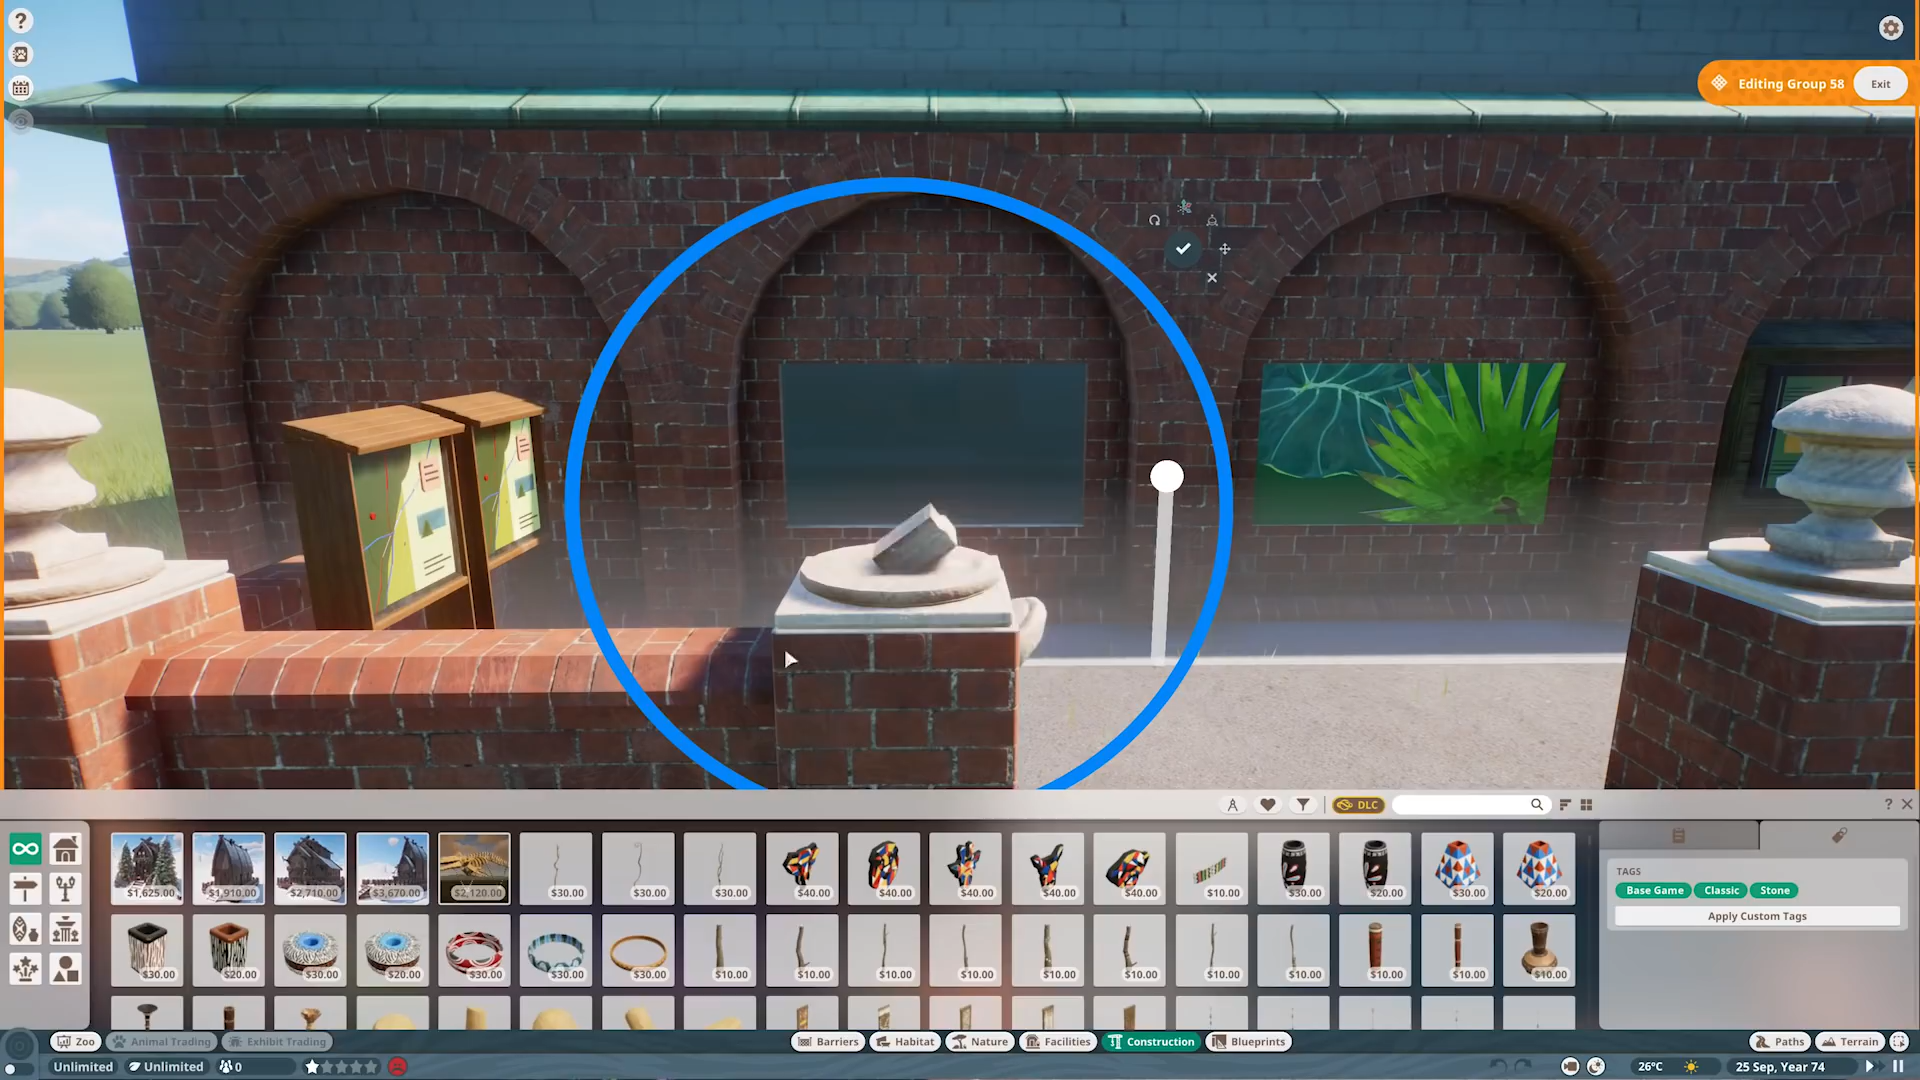 Editing Group 58
Exit
DLC
$1,625.00
$1,910.00
$2,710.00
$3,670.00
$2,120.00
$30.00
$30.00
$30.00
$40.00
$40.00
$40.00
$40.00
$40.00
$10.00
$30.00
$20.00
$30.00
$20.00
$30.00
$20.00
$30.00
$20.00
$30.00
$30.00
$30.00
$10.00
$10.00
$10.00
$10.00
$10.00
$10.00
$10.00
$10.00
$10.00
$10.00
$10.00
TAGS
Base Game
Classic
Stone
Apply Custom Tags
Zoo
Animal Trading
Exhibit Trading
Barriers
Habitat
Nature
Facilities
Construction
Blueprints
Paths
Terrain
Unlimited
Unlimited
0
26°C
25 Sep, Year 74